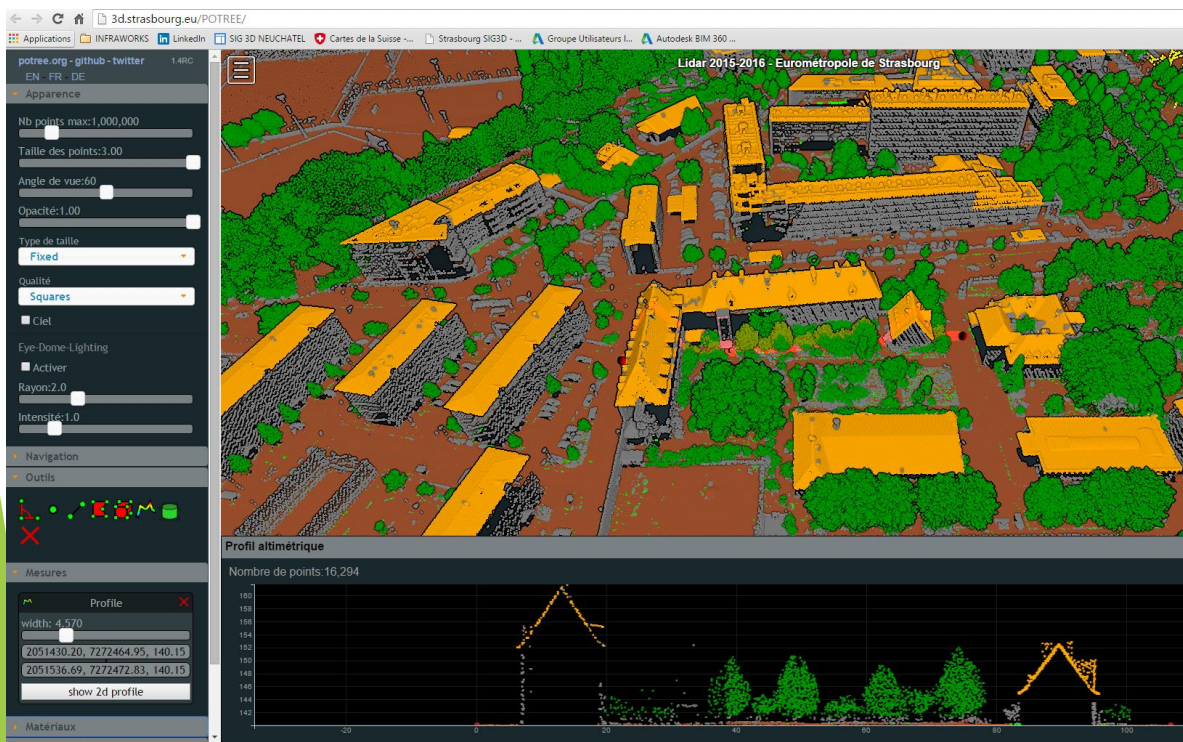 3d.strasbourg.eu/POTREE/
Applications INFRAWORKS LinkedIn SIG 3D NEUCHATEL Cartes de la Suisse -... Strasbourg SIG3D - ... Groupe Utilisateurs I... Autodesk BIM 360 ...
potree.org - github - twitter 1.4RC
EN - FR - DE
Apparence
Nb points max:1,000,000
Taille des points:3.00
Angle de vue:60
Opacité:1.00
Type de taille
Fixed
Qualité
Squares
Ciel
Eye-Dome-Lighting
Activer
Rayon:2.0
Intensité:1.0
Navigation
Outils
Mesures
Profile
width: 4.570
2051430.20, 7272464.95, 140.15
2051536.69, 7272472.83, 140.15
show 2d profile
Matériaux
Lidar 2015-2016 - Eurométropole de Strasbourg
Profil altimétrique
Nombre de points:16,294
160
158
156
154
152
150
148
146
144
142
-20 0 20 40 60 80 100